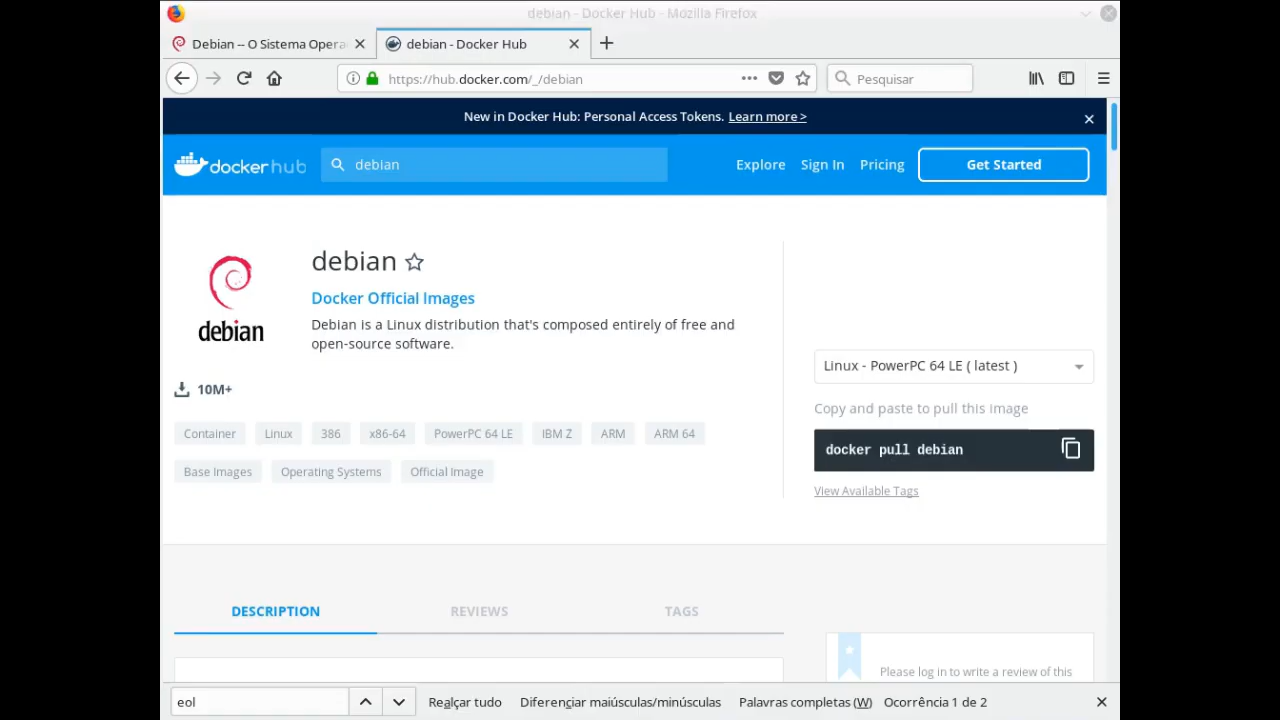 debian - Docker Hub - Mozilla Firefox
Debian -- O Sistema Opera
debian - Docker Hub
https://hub.docker.com/_/debian
Pesquisar
New in Docker Hub: Personal Access Tokens. Learn more >
docker hub
debian
Explore
Sign In
Pricing
Get Started
debian
debian
Docker Official Images
Debian is a Linux distribution that's composed entirely of free and
open-source software.
10M+
Container
Linux
386
x86-64
PowerPC 64 LE
IBM Z
ARM
ARM 64
Base Images
Operating Systems
Official Image
Linux - PowerPC 64 LE ( latest )
Copy and paste to pull this image
docker pull debian
View Available Tags
DESCRIPTION
REVIEWS
TAGS
Please log in to write a review of this
eol
Realçar tudo
Diferenciar maiúsculas/minúsculas
Palavras completas (W)
Ocorrência 1 de 2